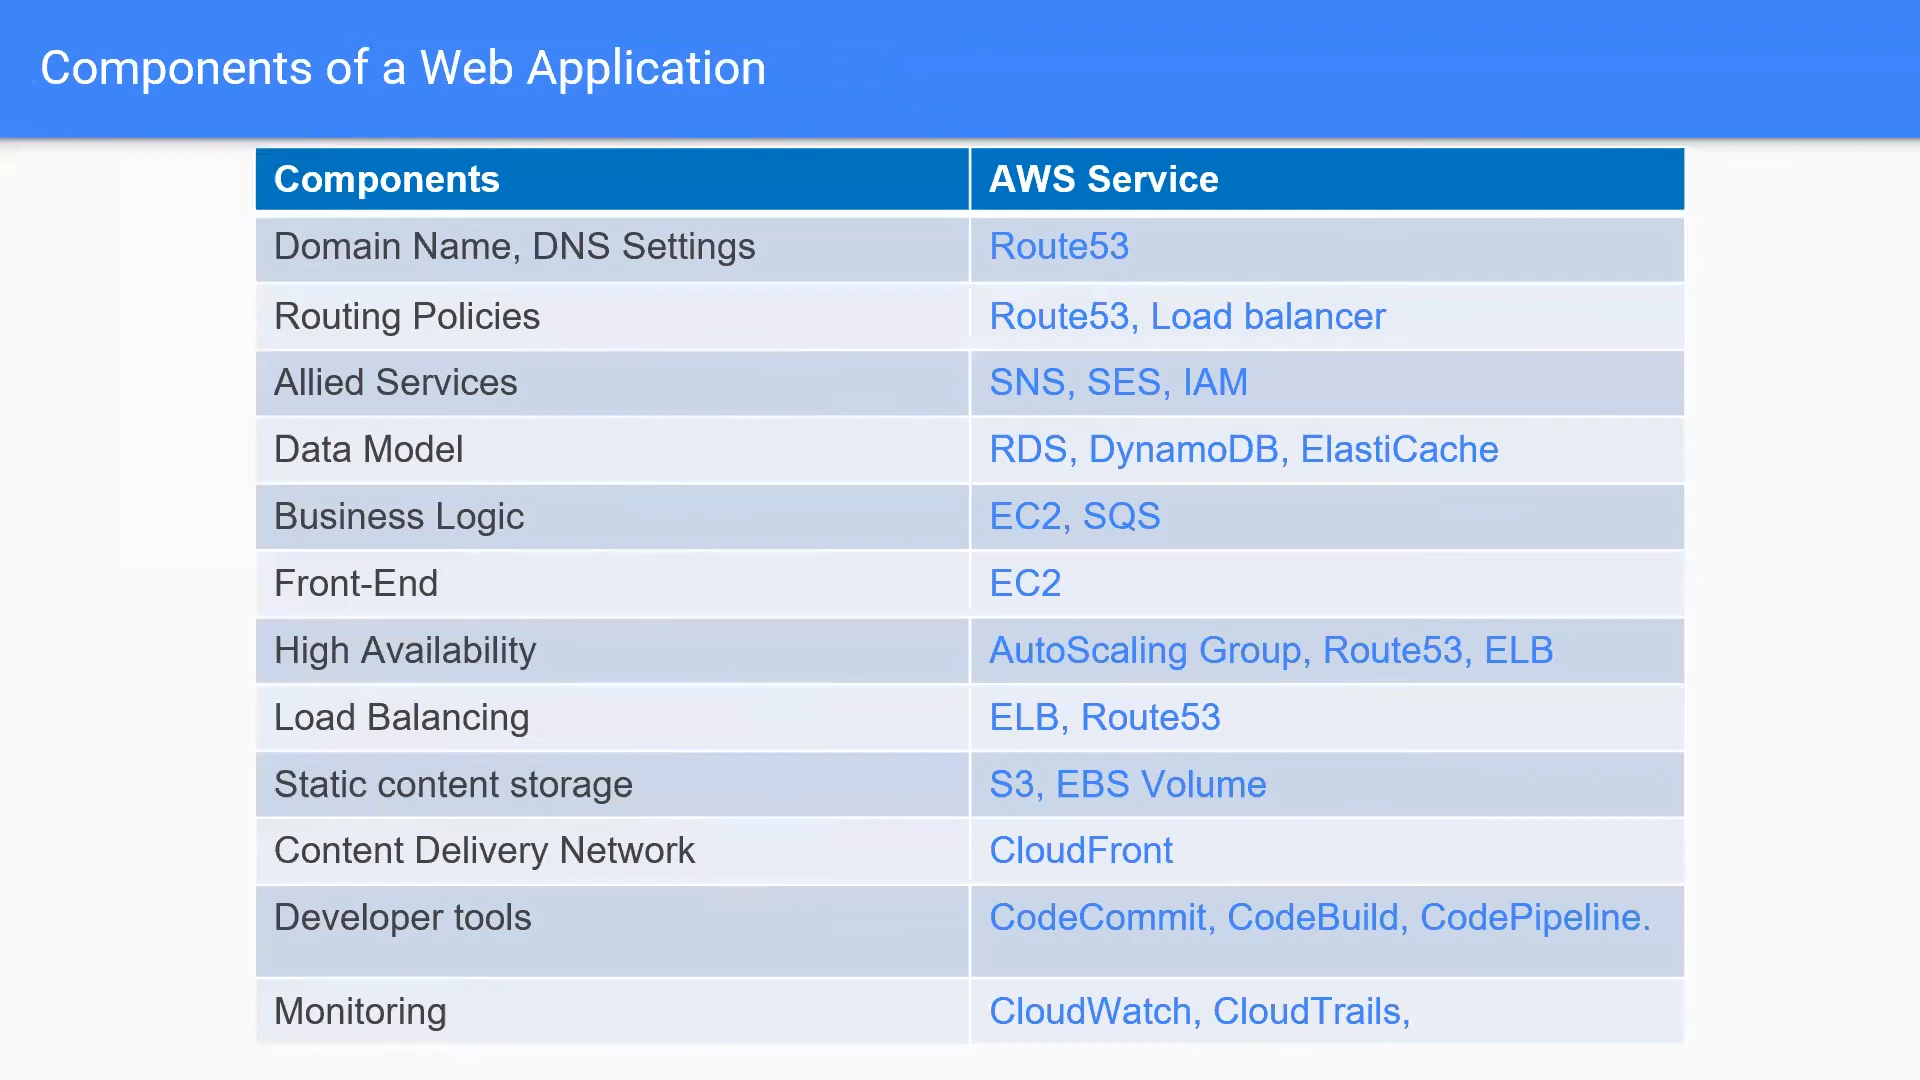 Components of a Web Application
Components AWS Service
Domain Name, DNS Settings Route53
Routing Policies Route53, Load balancer
Allied Services SNS, SES, IAM
Data Model RDS, DynamoDB, ElastiCache
Business Logic EC2, SQS
Front-End EC2
High Availability AutoScaling Group, Route53, ELB
Load Balancing ELB, Route53
Static content storage S3, EBS Volume
Content Delivery Network CloudFront
Developer tools CodeCommit, CodeBuild, CodePipeline.
Monitoring CloudWatch, CloudTrails,